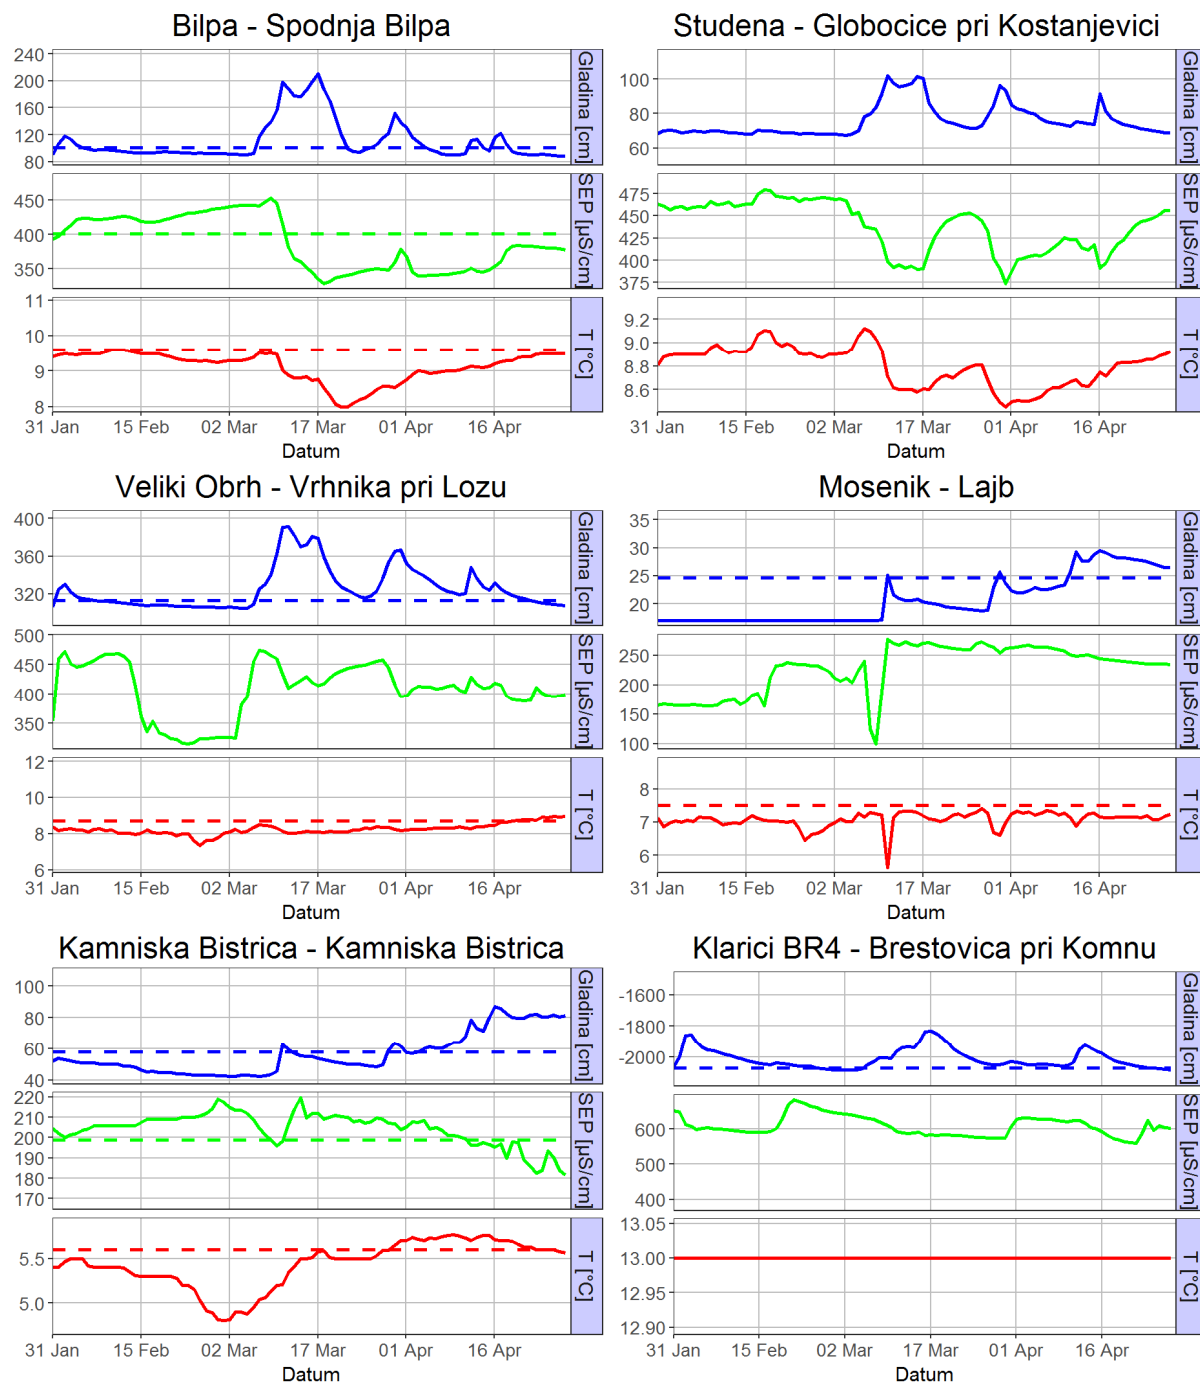 Bilpa - Spodnja Bilpa
240
200
160
120
80
Gladina [cm]
450
400
350
SEP [µS/cm]
11
10
9
8
T [°C]
31 Jan 15 Feb 02 Mar 17 Mar 01 Apr 16 Apr
Datum
Studena - Globocice pri Kostanjevici
100
80
60
Gladina [cm]
475
450
425
400
375
SEP [µS/cm]
9.2
9.0
8.8
8.6
T [°C]
31 Jan 15 Feb 02 Mar 17 Mar 01 Apr 16 Apr
Datum
Veliki Obrh - Vrhnika pri Lozu
400
360
320
Gladina [cm]
500
450
400
350
SEP [µS/cm]
12
10
8
6
T [°C]
31 Jan 15 Feb 02 Mar 17 Mar 01 Apr 16 Apr
Datum
Mosenik - Lajb
35
30
25
20
Gladina [cm]
250
200
150
100
SEP [µS/cm]
8
7
6
T [°C]
31 Jan 15 Feb 02 Mar 17 Mar 01 Apr 16 Apr
Datum
Kamniska Bistrica - Kamniska Bistrica
100
80
60
40
Gladina [cm]
220
210
200
190
180
170
SEP [µS/cm]
5.5
5.0
T [°C]
31 Jan 15 Feb 02 Mar 17 Mar 01 Apr 16 Apr
Datum
Klarici BR4 - Brestovica pri Komnu
-1600
-1800
-2000
Gladina [cm]
600
500
400
SEP [µS/cm]
13.05
13.00
12.95
12.90
T [°C]
31 Jan 15 Feb 02 Mar 17 Mar 01 Apr 16 Apr
Datum